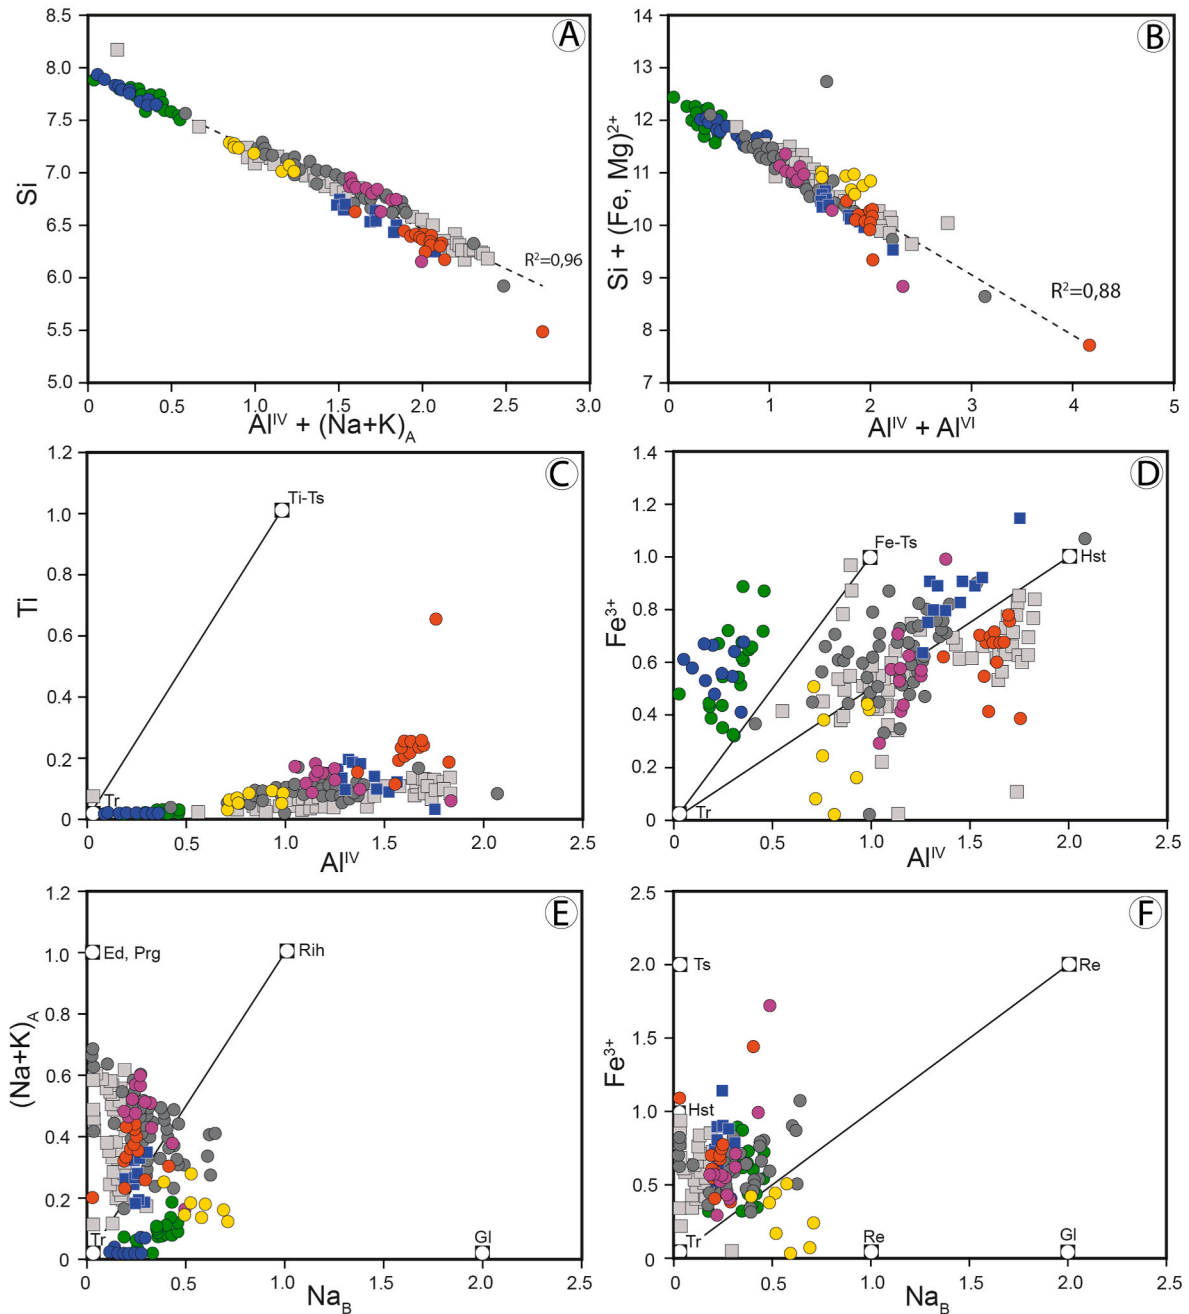 A
Si
8.5
8.0
7.5
7.0
6.5
6.0
5.5
5.0
R²=0,96
0
0.5
1.0
1.5
2.0
2.5
3.0
Al^IV + (Na+K)_A
B
Si + (Fe, Mg)²⁺
14
13
12
11
10
9
8
7
R²=0,88
0
1
2
3
4
5
Al^IV + Al^VI
C
Ti
1.2
1.0
0.8
0.6
0.4
0.2
0
Ti-Ts
Tr
0
0.5
1.0
1.5
2.0
2.5
Al^IV
D
Fe³⁺
1.4
1.2
1.0
0.8
0.6
0.4
0.2
0
Fe-Ts
Hst
Tr
0
0.5
1.0
1.5
2.0
2.5
Al^IV
E
(Na+K)_A
1.2
1.0
0.8
0.6
0.4
0.2
0
Ed, Prg
Rih
Tr
Gl
0
0.5
1.0
1.5
2.0
2.5
Na_B
F
Fe³⁺
2.5
2.0
1.5
1.0
0.5
0
Ts
Re
Hst
Tr
Re
Gl
0
0.5
1.0
1.5
2.0
2.5
Na_B